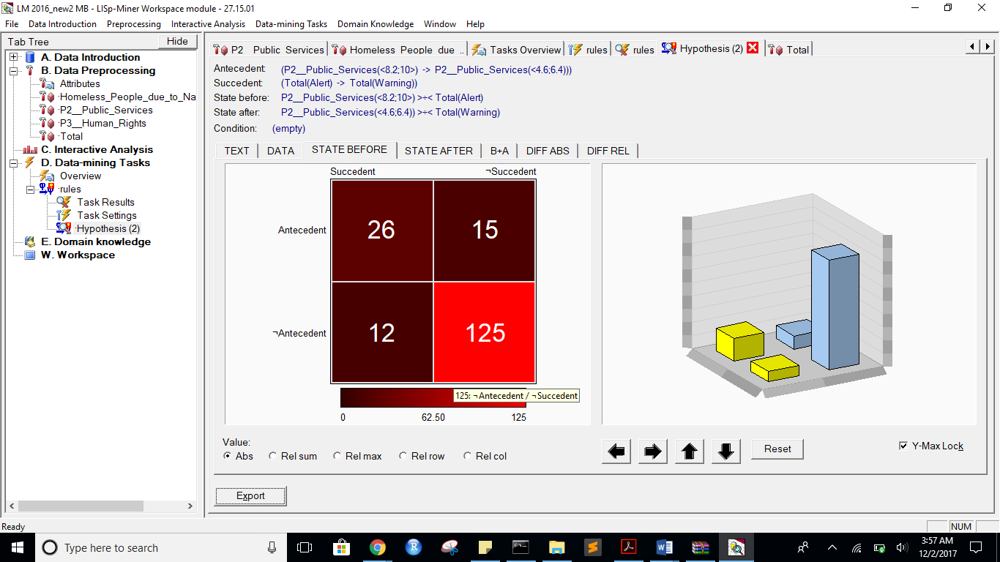 LM 2016_new2 MB - LISp-Miner Workspace module - 27.15.01
File Data Introduction Preprocessing Interactive Analysis Data-mining Tasks Domain Knowledge Window Help
Tab Tree Hide
A. Data Introduction
B. Data Preprocessing
Attributes
Homeless_People_due_to_Na
P2__Public_Services
P3__Human_Rights
Total
C. Interactive Analysis
D. Data-mining Tasks
Overview
rules
Task Results
Task Settings
Hypothesis (2)
E. Domain knowledge
W. Workspace
P2 Public Services Homeless People due .. Tasks Overview rules rules Hypothesis (2) Total
Antecedent: (P2__Public_Services(<8.2;10>) -> P2__Public_Services(<4.6;6.4)))
Succedent: (Total(Alert) -> Total(Warning))
State before: P2__Public_Services(<8.2;10>) >÷< Total(Alert)
State after: P2__Public_Services(<4.6;6.4)) >÷< Total(Warning)
Condition: (empty)
TEXT DATA STATE BEFORE STATE AFTER B+A DIFF ABS DIFF REL
Succedent ¬Succedent
Antecedent 26 15
¬Antecedent 12 125
125: ¬Antecedent / ¬Succedent
0 62.50 125
Value:
Abs Rel sum Rel max Rel row Rel col
Reset
Y-Max Lock
Export
Ready
NUM
Type here to search
3:57 AM
12/2/2017